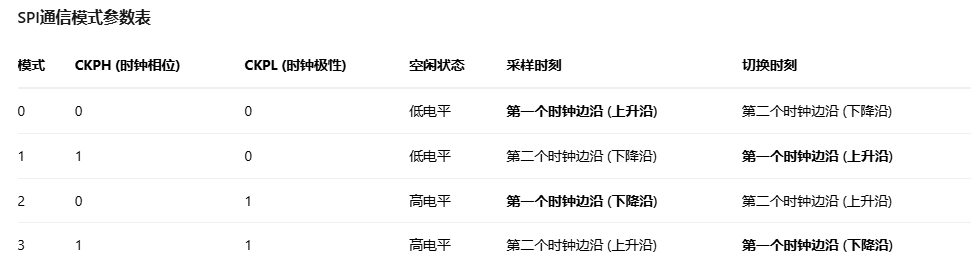 SPI通信模式参数表
模式 CKPH (时钟相位) CKPL (时钟极性) 空闲状态 采样时刻 切换时刻
0 0 0 低电平 第一个时钟边沿 (上升沿) 第二个时钟边沿 (下降沿)
1 1 0 低电平 第二个时钟边沿 (下降沿) 第一个时钟边沿 (上升沿)
2 0 1 高电平 第一个时钟边沿 (下降沿) 第二个时钟边沿 (上升沿)
3 1 1 高电平 第二个时钟边沿 (上升沿) 第一个时钟边沿 (下降沿)